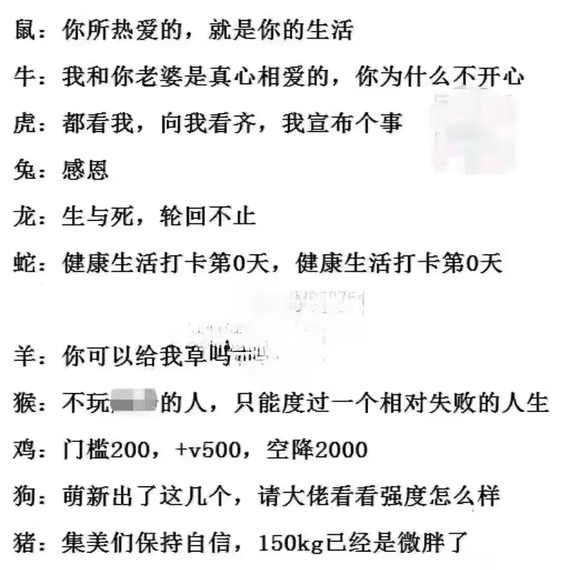 鼠：你所热爱的，就是你的生活
牛：我和你老婆是真心相爱的，你为什么不开心
虎：都看我，向我看齐，我宣布个事
兔：感恩
龙：生与死，轮回不止
蛇：健康生活打卡第0天，健康生活打卡第0天
羊：你可以给我草吗
猴：不玩的人，只能度过一个相对失败的人生
鸡：门槛200，+v500，空降2000
狗：萌新出了这几个，请大佬看看强度怎么样
猪：集美们保持自信，150kg已经是微胖了